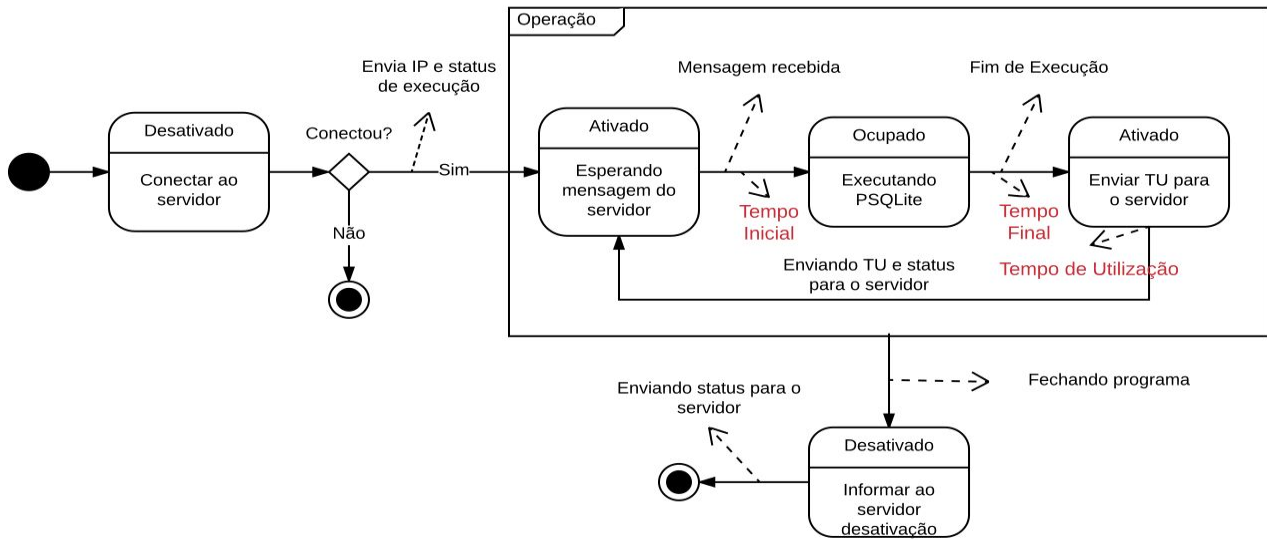 Operação
Envia IP e status
de execução
Mensagem recebida
Fim de Execução
Desativado
Conectar ao
servidor
Conectou?
Sim
Não
Ativado
Esperando
mensagem do
servidor
Tempo
Inicial
Ocupado
Executando
PSQLite
Tempo
Final
Ativado
Enviar TU para
o servidor
Tempo de Utilização
Enviando TU e status
para o servidor
Fechando programa
Enviando status para o
servidor
Desativado
Informar ao
servidor
desativação